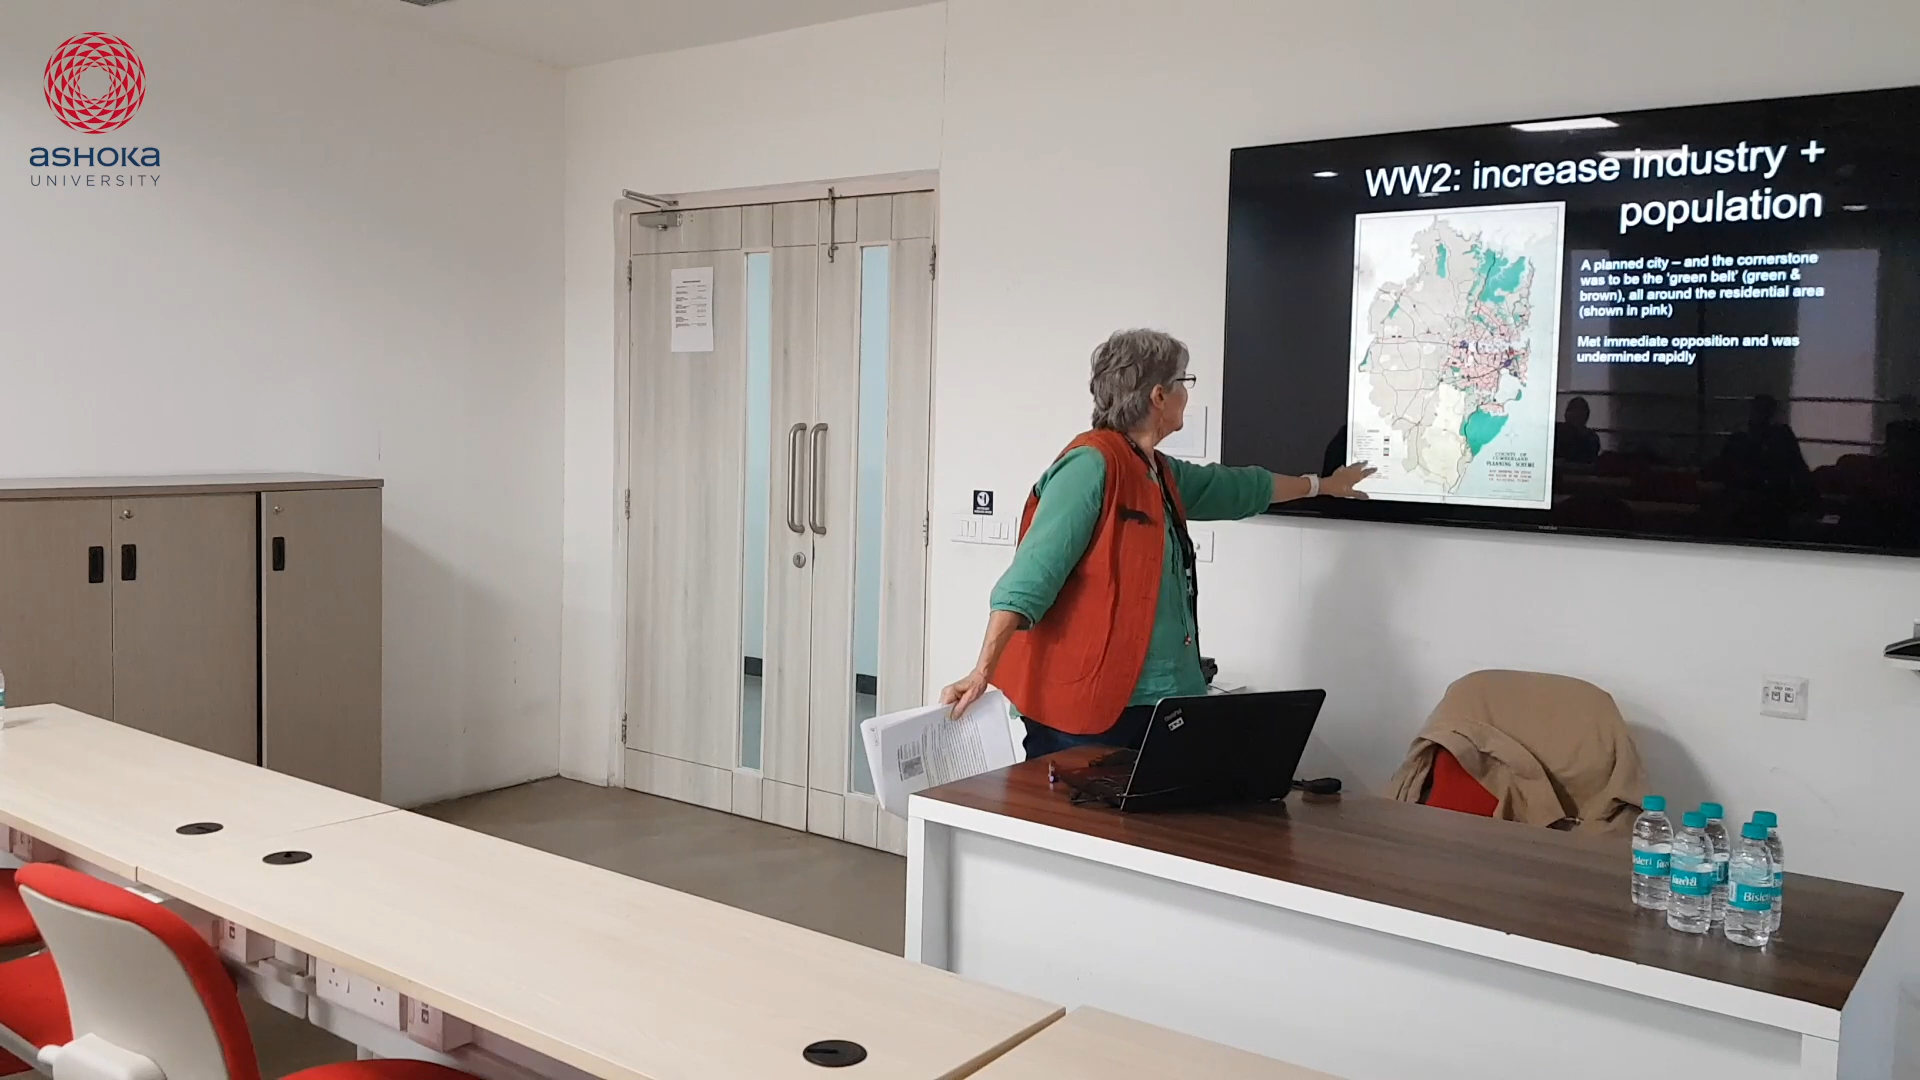 ASHOKA
UNIVERSITY
WW2: increase industry +
population
A planned city – and the cornerstone
was to be the 'green belt' (green &
brown), all around the residential area
(shown in pink)
Met immediate opposition and was
undermined rapidly
COUNTY OF
CUMBERLAND
PLANNING SCHEME
ThinkPad
Bisleri
Bisleri